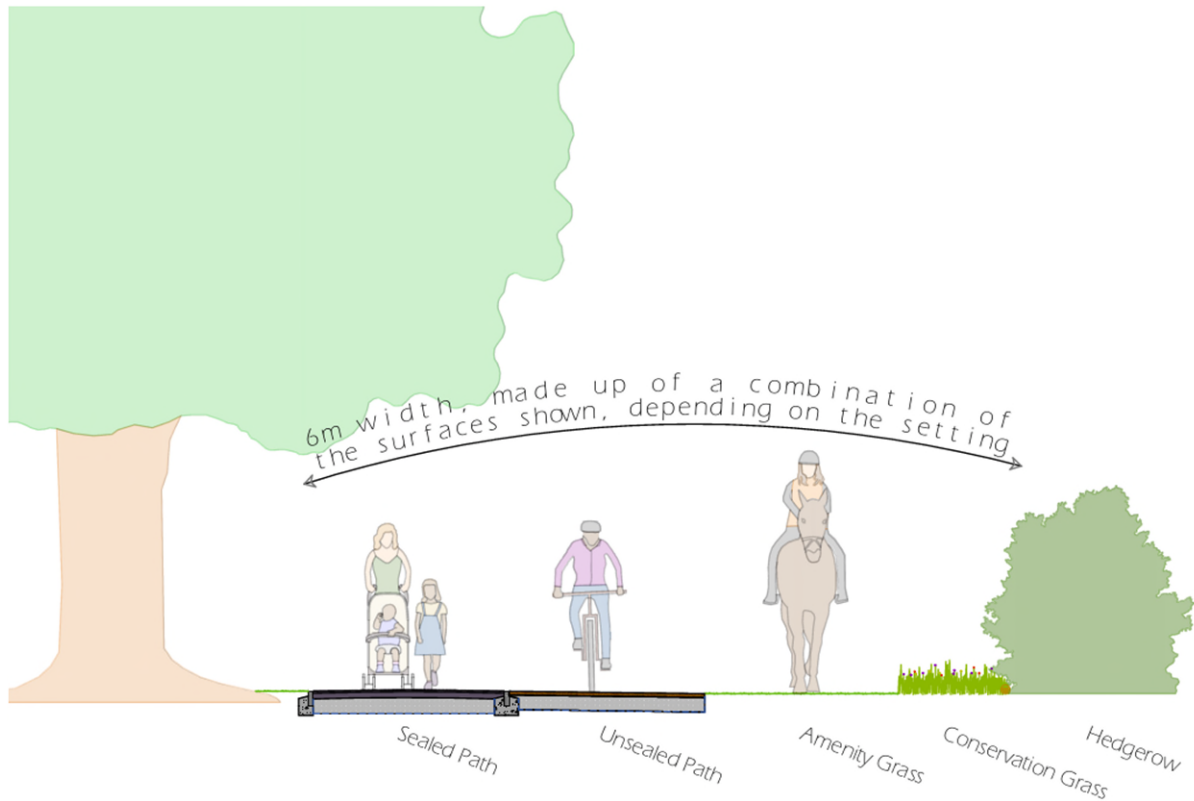 6m width, made up of a combination of
the surfaces shown, depending on the setting
Sealed Path
Unsealed Path
Amenity Grass
Conservation Grass
Hedgerow